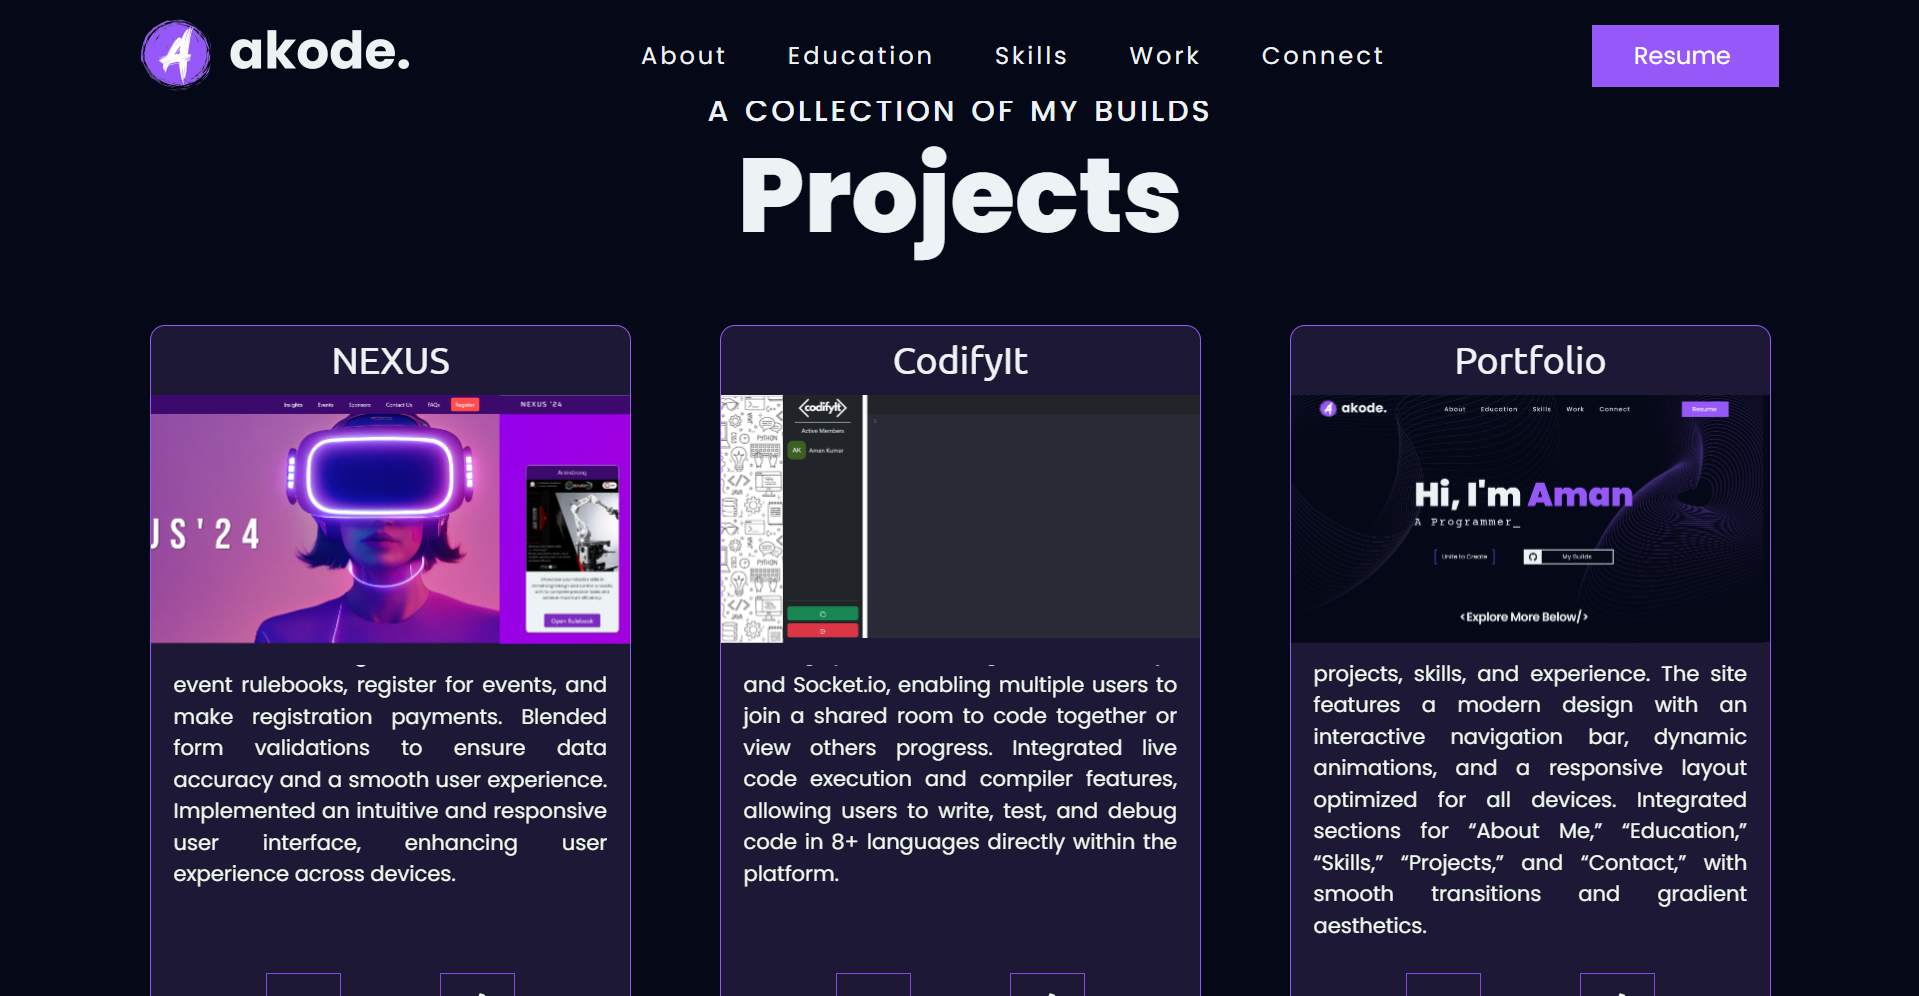 akode.
About Education Skills Work Connect
Resume
A COLLECTION OF MY BUILDS
Projects
NEXUS
Insights Events Sponsors Contact Us FAQs Register
NEXUS '24
US'24
Armstrong
Open Rulebook
event rulebooks, register for events, and
make registration payments. Blended
form validations to ensure data
accuracy and a smooth user experience.
Implemented an intuitive and responsive
user interface, enhancing user
experience across devices.
CodifyIt
codifyIt
Active Members
AK Aman Kumar
PYTHON
JAVA
CSS
and Socket.io, enabling multiple users to
join a shared room to code together or
view others progress. Integrated live
code execution and compiler features,
allowing users to write, test, and debug
code in 8+ languages directly within the
platform.
Portfolio
akode.
About Education Skills Work Connect
Resume
Hi, I'm Aman
A Programmer_
Unite to Create
My Builds
<Explore More Below/>
projects, skills, and experience. The site
features a modern design with an
interactive navigation bar, dynamic
animations, and a responsive layout
optimized for all devices. Integrated
sections for “About Me,” “Education,”
“Skills,” “Projects,” and “Contact,” with
smooth transitions and gradient
aesthetics.